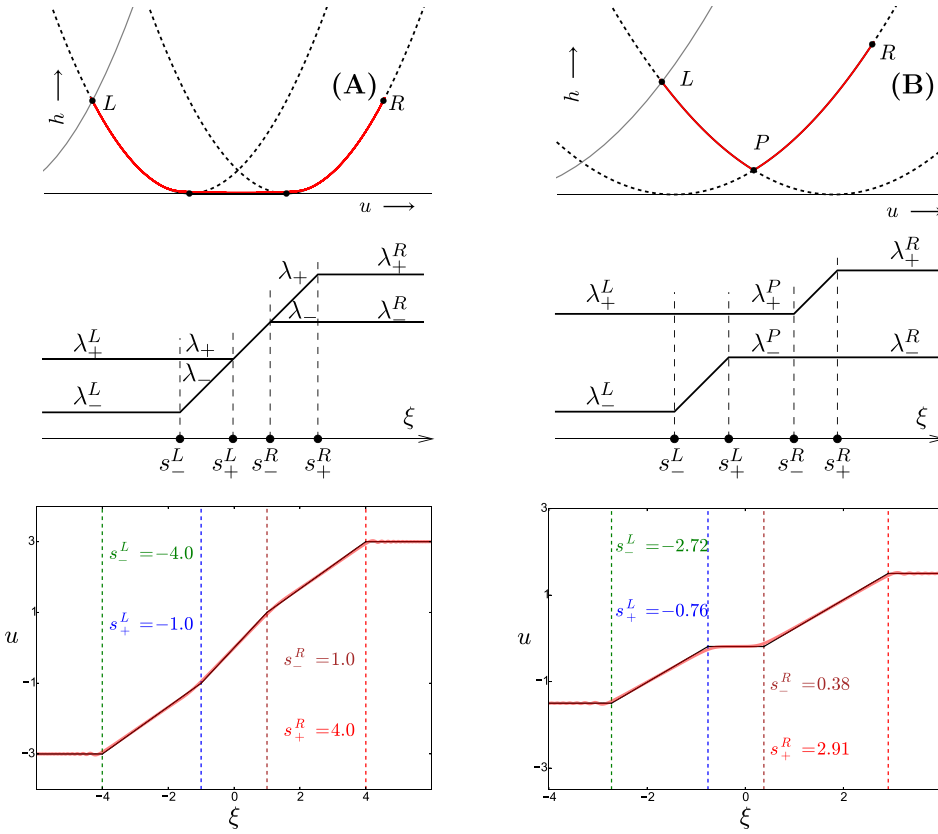 (A)
h
L
R
u
(B)
h
L
P
R
u
λ₊ᴸ
λ₋ᴸ
λ₊
λ₋
λ₊
λ₋
λ₊ᴿ
λ₋ᴿ
ξ
s₋ᴸ s₊ᴸ s₋ᴿ s₊ᴿ
λ₊ᴸ
λ₋ᴸ
λ₊ᴾ
λ₋ᴾ
λ₊ᴿ
λ₋ᴿ
ξ
s₋ᴸ s₊ᴸ s₋ᴿ s₊ᴿ
u
3
1
−1
−3
s₋ᴸ =−4.0
s₊ᴸ =−1.0
s₋ᴿ =1.0
s₊ᴿ =4.0
−4 −2 0 2 4
ξ
u
3
1
−1
−3
s₋ᴸ =−2.72
s₊ᴸ =−0.76
s₋ᴿ =0.38
s₊ᴿ =2.91
−4 −2 0 2
ξ